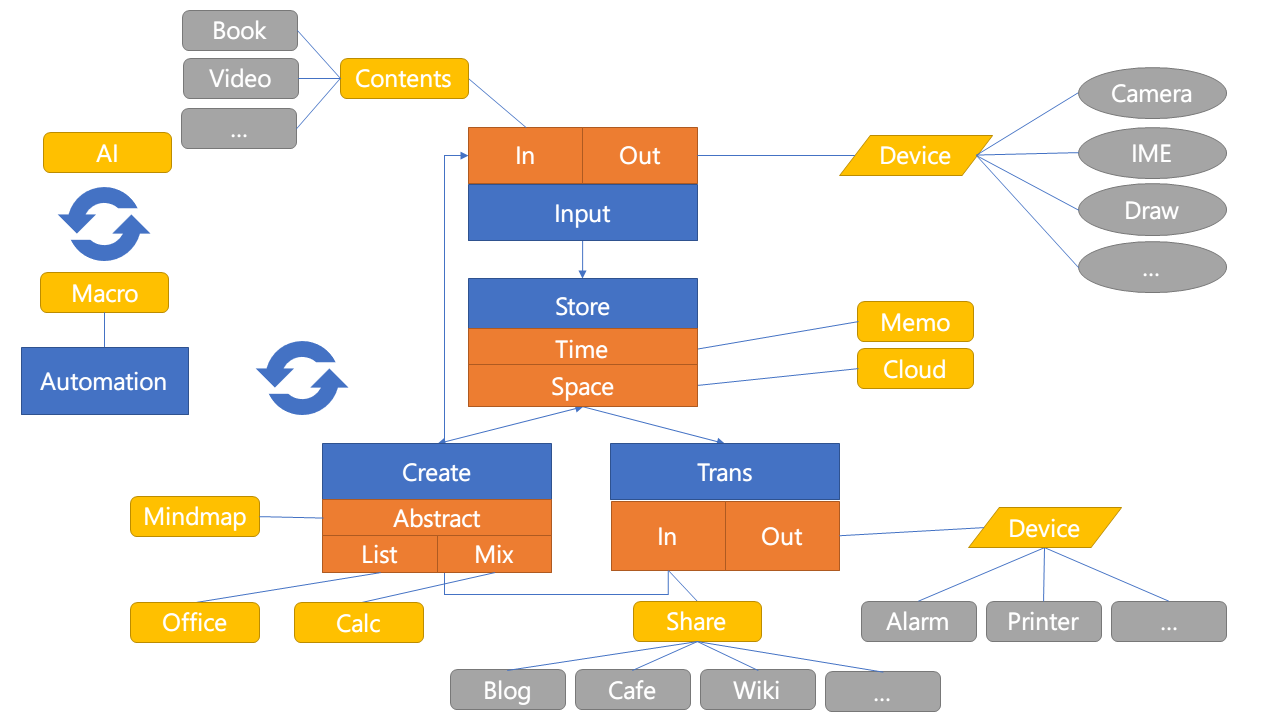 Book
Video
...
Contents
AI
Macro
Automation
In
Out
Input
Device
Camera
IME
Draw
...
Store
Time
Space
Memo
Cloud
Create
Abstract
List
Mix
Mindmap
Office
Calc
Trans
In
Out
Device
Alarm
Printer
...
Share
Blog
Cafe
Wiki
...